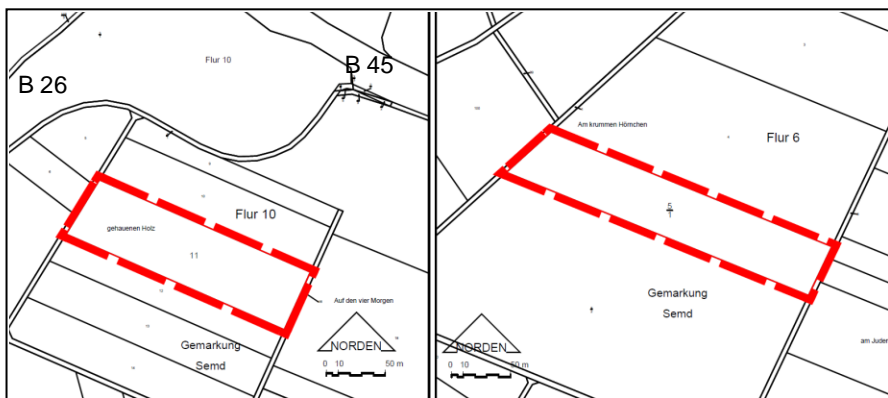 Flur 10
B 45
B 26
Flur 10
gehauenen Holz
11
Auf den vier Morgen
Gemarkung
Semd
NORDEN
0 10 50 m
Am krummen Hörnchen
Flur 6
5
1
Gemarkung
Semd
am Juden
NORDEN
0 10 50 m